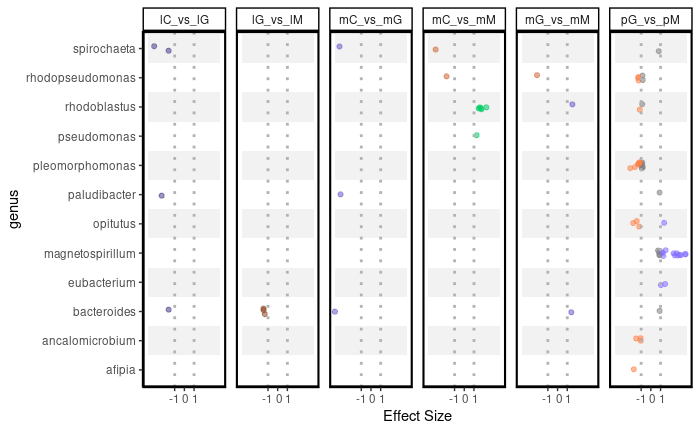 lC_vs_lG lG_vs_lM mC_vs_mG mC_vs_mM mG_vs_mM pG_vs_pM
spirochaeta
rhodopseudomonas
rhodoblastus
pseudomonas
pleomorphomonas
paludibacter
opitutus
magnetospirillum
eubacterium
bacteroides
ancalomicrobium
afipia
genus
-1 0 1 -1 0 1 -1 0 1 -1 0 1 -1 0 1 -1 0 1
Effect Size